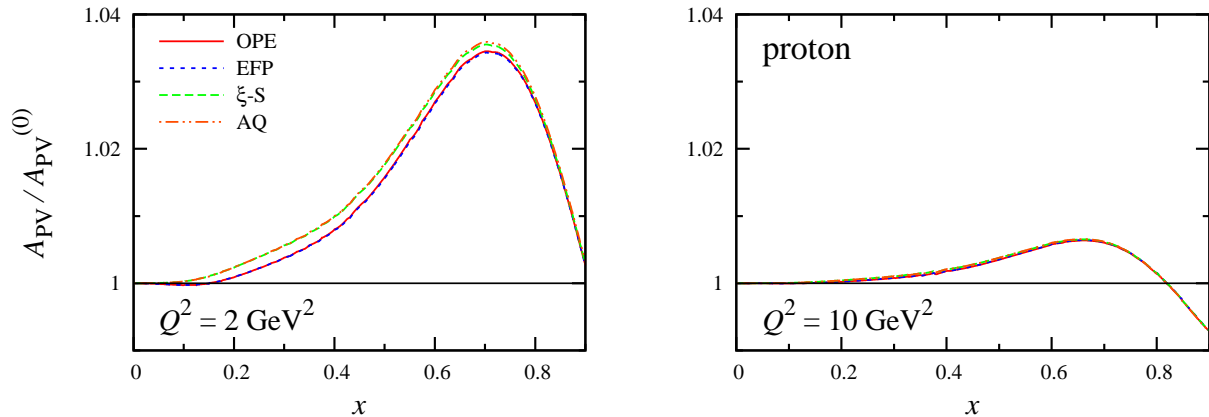 1.04
1.02
1
A_PV / A_PV^(0)
OPE
EFP
ξ-S
AQ
Q^2 = 2 GeV^2
0 0.2 0.4 0.6 0.8
x
1.04
1.02
1
proton
Q^2 = 10 GeV^2
0 0.2 0.4 0.6 0.8
x